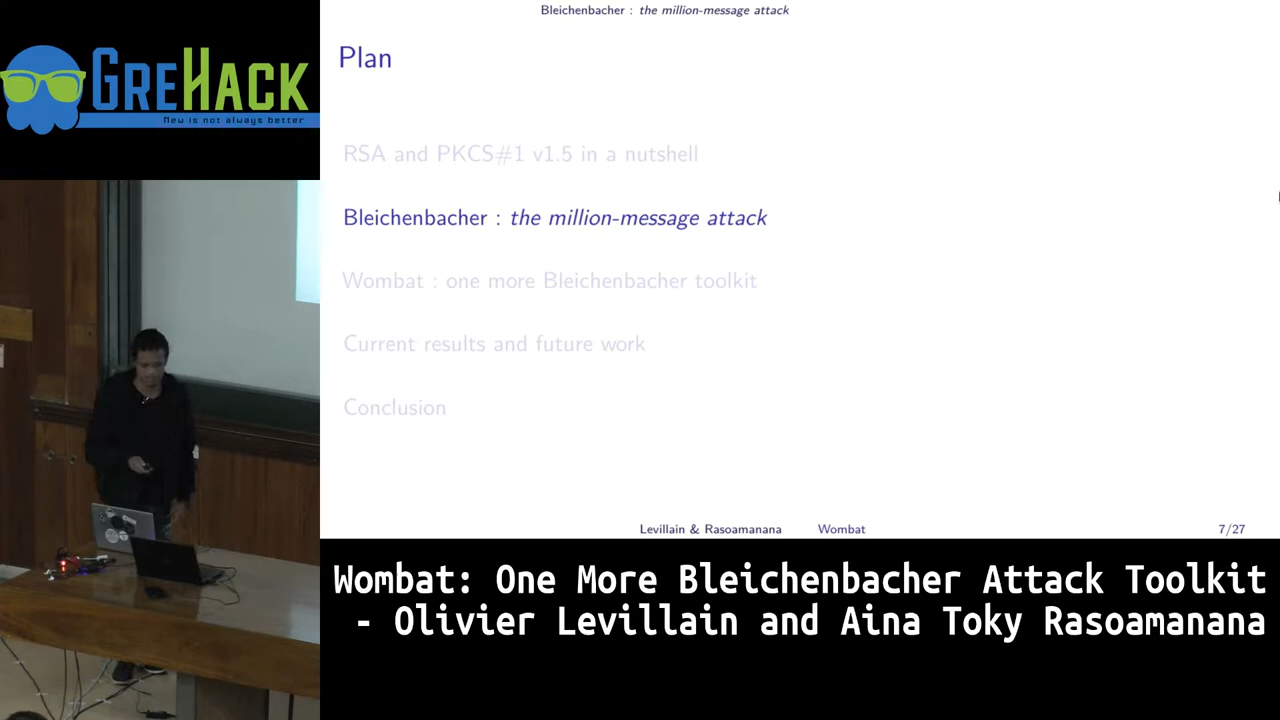 Bleichenbacher : the million-message attack
GREHACK
New is not always better
Plan
RSA and PKCS#1 v1.5 in a nutshell
Bleichenbacher : the million-message attack
Wombat : one more Bleichenbacher toolkit
Current results and future work
Conclusion
Levillain & Rasoamanana Wombat 7/27
Wombat: One More Bleichenbacher Attack Toolkit
- Olivier Levillain and Aina Toky Rasoamanana